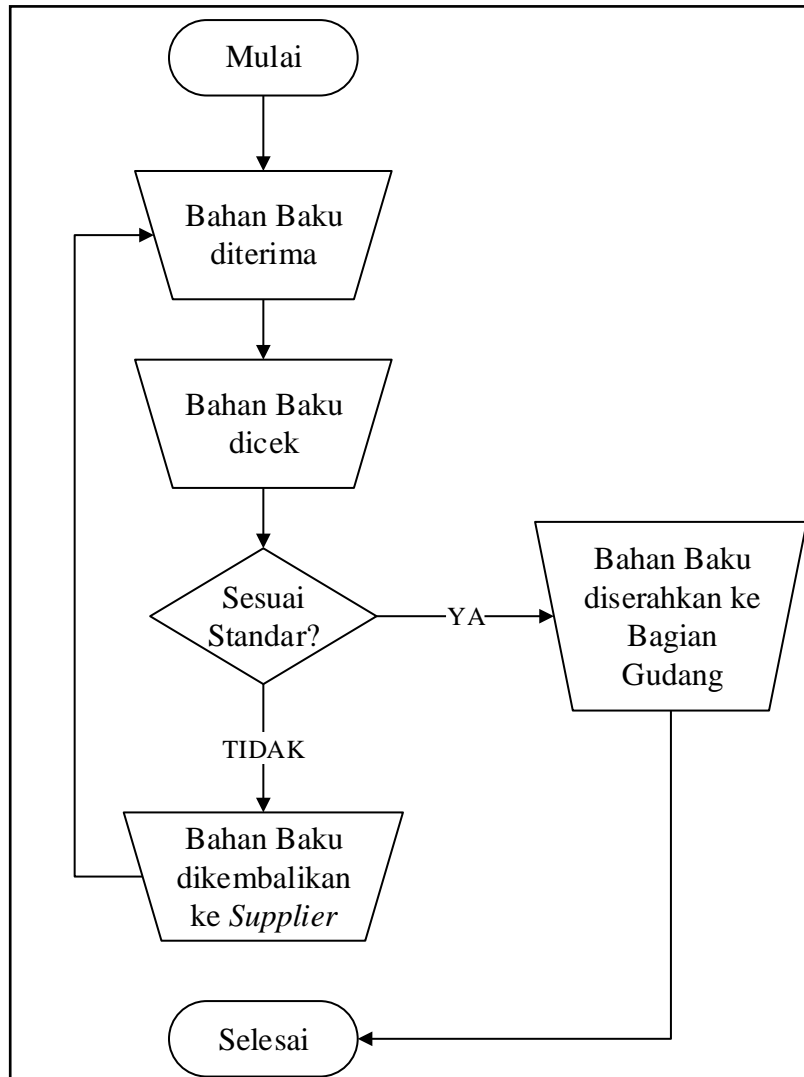 Mulai
Bahan Baku
diterima
Bahan Baku
dicek
Sesuai
Standar?
YA
Bahan Baku
diserahkan ke
Bagian
Gudang
TIDAK
Bahan Baku
dikembalikan
ke Supplier
Selesai